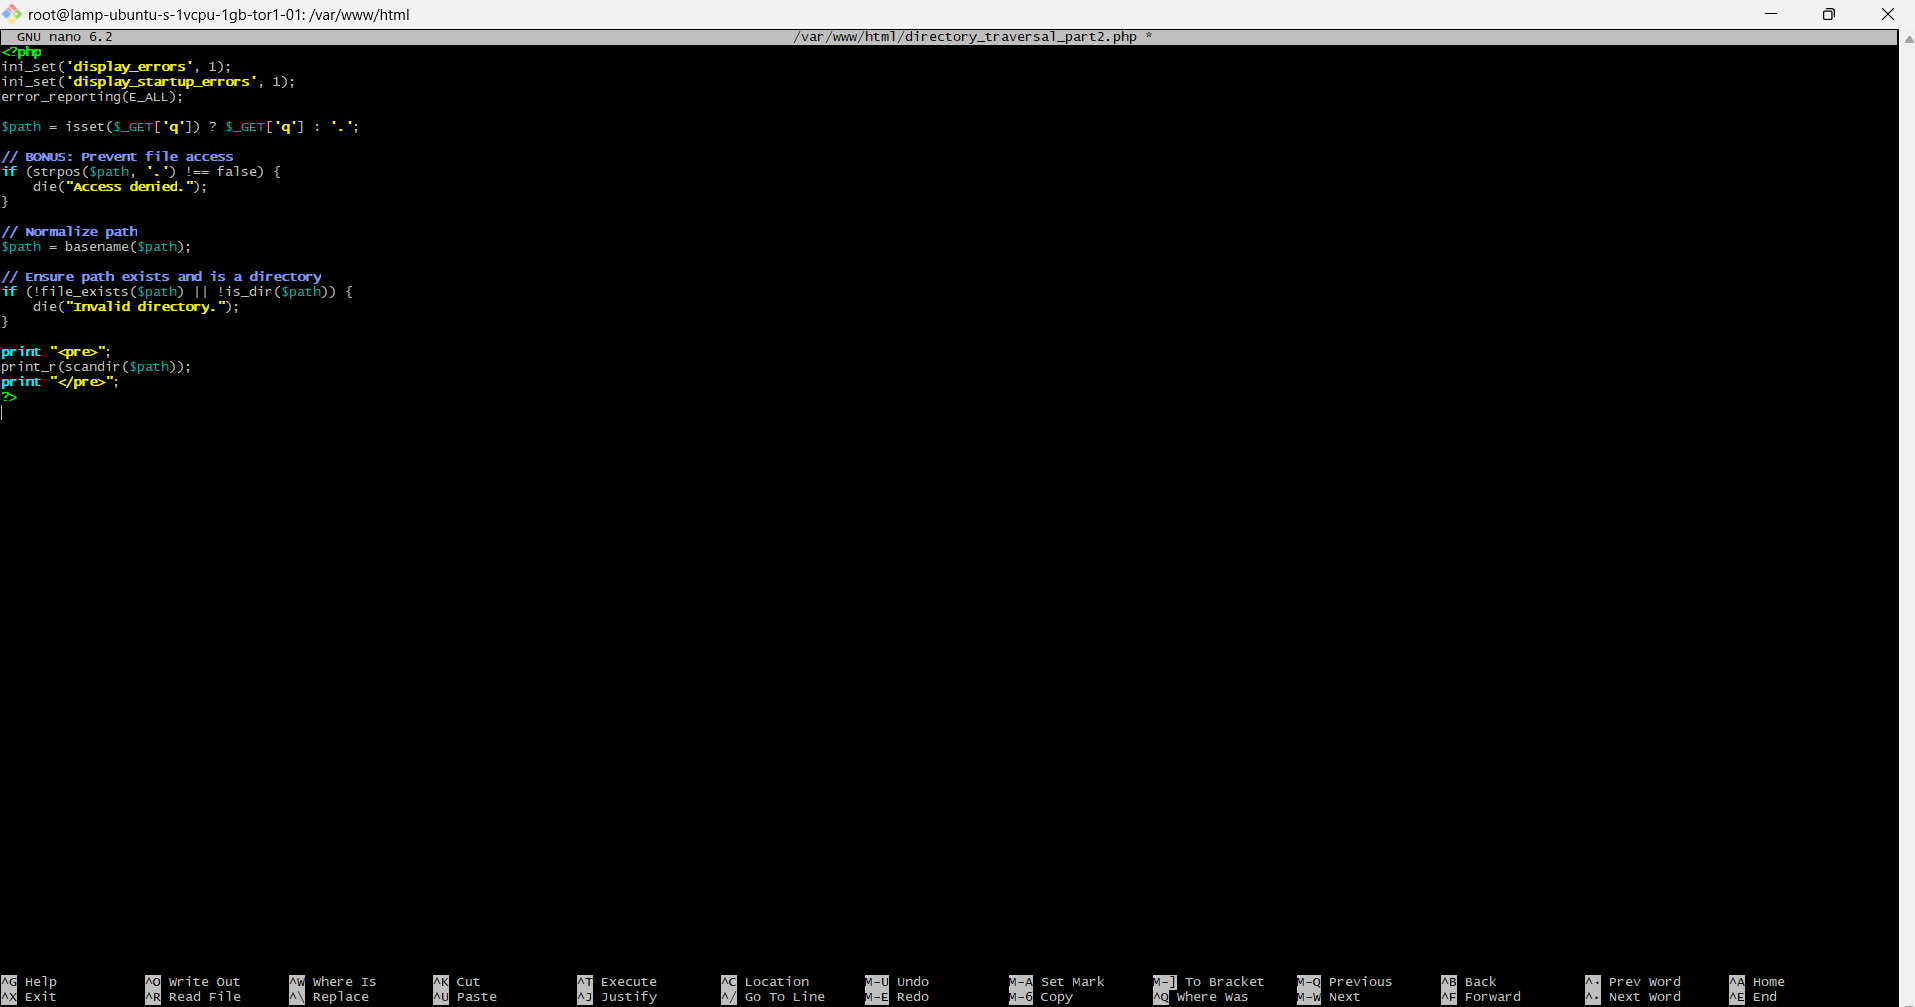 root@lamp-ubuntu-s-1vcpu-1gb-tor1-01: /var/www/html
GNU nano 6.2 /var/www/html/directory_traversal_part2.php *
<?php
ini_set('display_errors', 1);
ini_set('display_startup_errors', 1);
error_reporting(E_ALL);
$path = isset($_GET['q']) ? $_GET['q'] : '.';
// BONUS: Prevent file access
if (strpos($path, '.') !== false) {
    die("Access denied.");
}
// Normalize path
$path = basename($path);
// Ensure path exists and is a directory
if (!file_exists($path) || !is_dir($path)) {
    die("Invalid directory.");
}
print "<pre>";
print_r(scandir($path));
print "</pre>";
?>
^G Help ^O Write Out ^W Where Is ^K Cut ^T Execute ^C Location M-U Undo M-A Set Mark M-] To Bracket M-Q Previous ^B Back ^◂ Prev Word ^A Home
^X Exit ^R Read File ^\ Replace ^U Paste ^J Justify ^/ Go To Line M-E Redo M-6 Copy ^Q Where Was M-W Next ^F Forward ^▸ Next Word ^E End